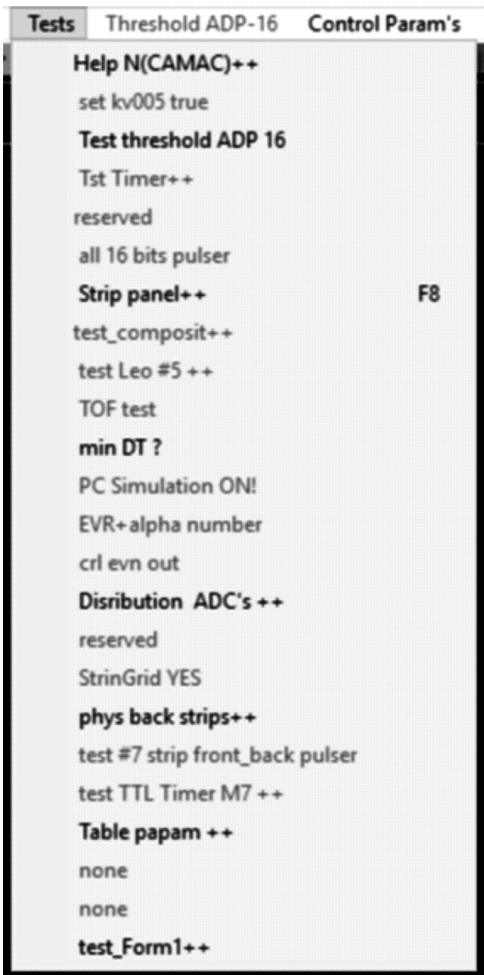 Tests Threshold ADP-16 Control Param's
Help N(CAMAC)++
set kv005 true
Test threshold ADP 16
Tst Timer++
reserved
all 16 bits pulser
Strip panel++ F8
test_composit++
test Leo #5 ++
TOF test
min DT ?
PC Simulation ON!
EVR+alpha number
crl evn out
Disribution ADC's ++
reserved
StrinGrid YES
phys back strips++
test #7 strip front_back pulser
test TTL Timer M7 ++
Table papam ++
none
none
test_Form1++